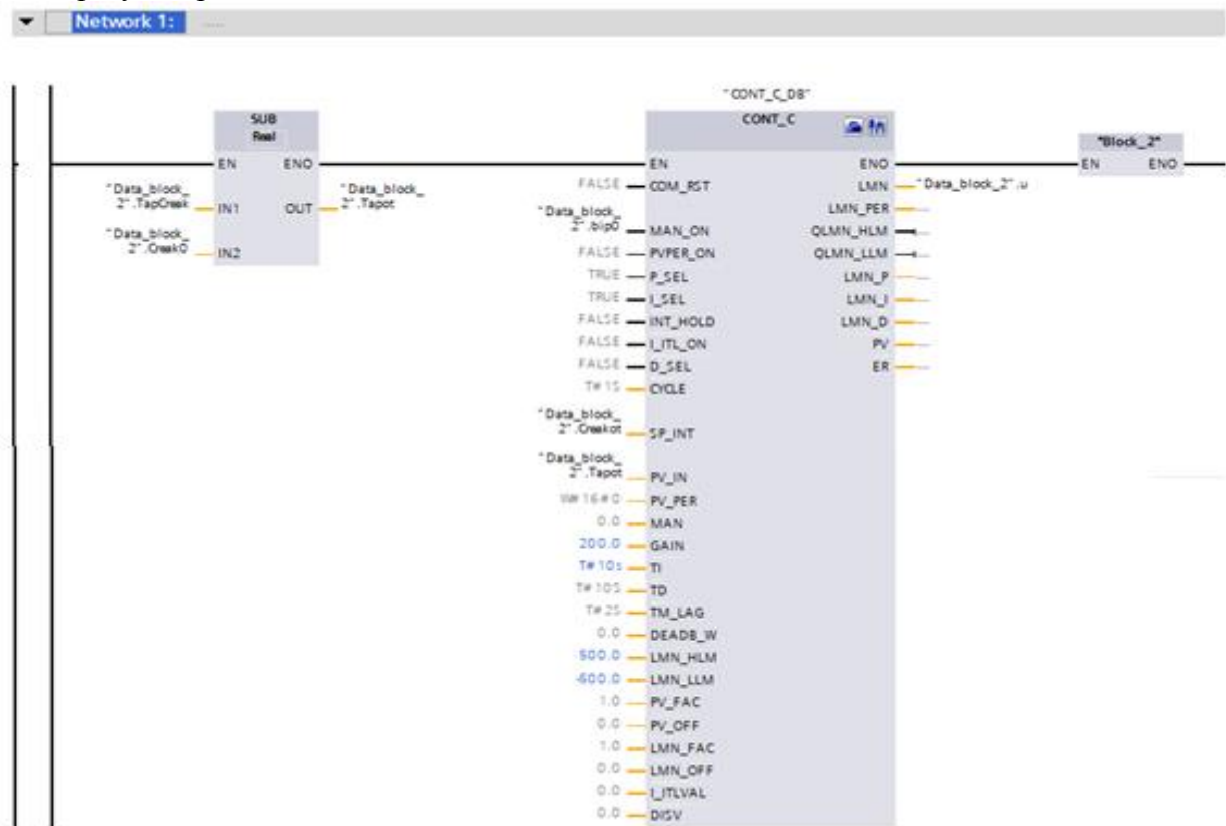 Network 1: .....
"CONT_C_DB"
SUB
Real
EN ENO
"Data_block_
2".TapCreek
IN1
OUT
"Data_block_
2".Tapot
"Data_block_
2".Creek0
IN2
CONT_C
EN ENO
FALSE COM_RST
LMN "Data_block_2".u
LMN_PER
"Data_block_
2".blp0 MAN_ON
QLMN_HLM
FALSE PVPER_ON
QLMN_LLM
TRUE P_SEL
LMN_P
TRUE I_SEL
LMN_I
FALSE INT_HOLD
LMN_D
FALSE I_ITL_ON
PV
FALSE D_SEL
ER
T#1S CYCLE
"Data_block_
2".Creekot SP_INT
"Data_block_
2".Tapot PV_IN
W#16#0 PV_PER
0.0 MAN
200.0 GAIN
T#10s TI
T#10S TD
T#2S TM_LAG
0.0 DEADB_W
500.0 LMN_HLM
LMN_LLM
1.0 PV_FAC
0.0 PV_OFF
1.0 LMN_FAC
0.0 LMN_OFF
0.0 I_ITLVAL
0.0 DISV
"Block_2"
EN ENO